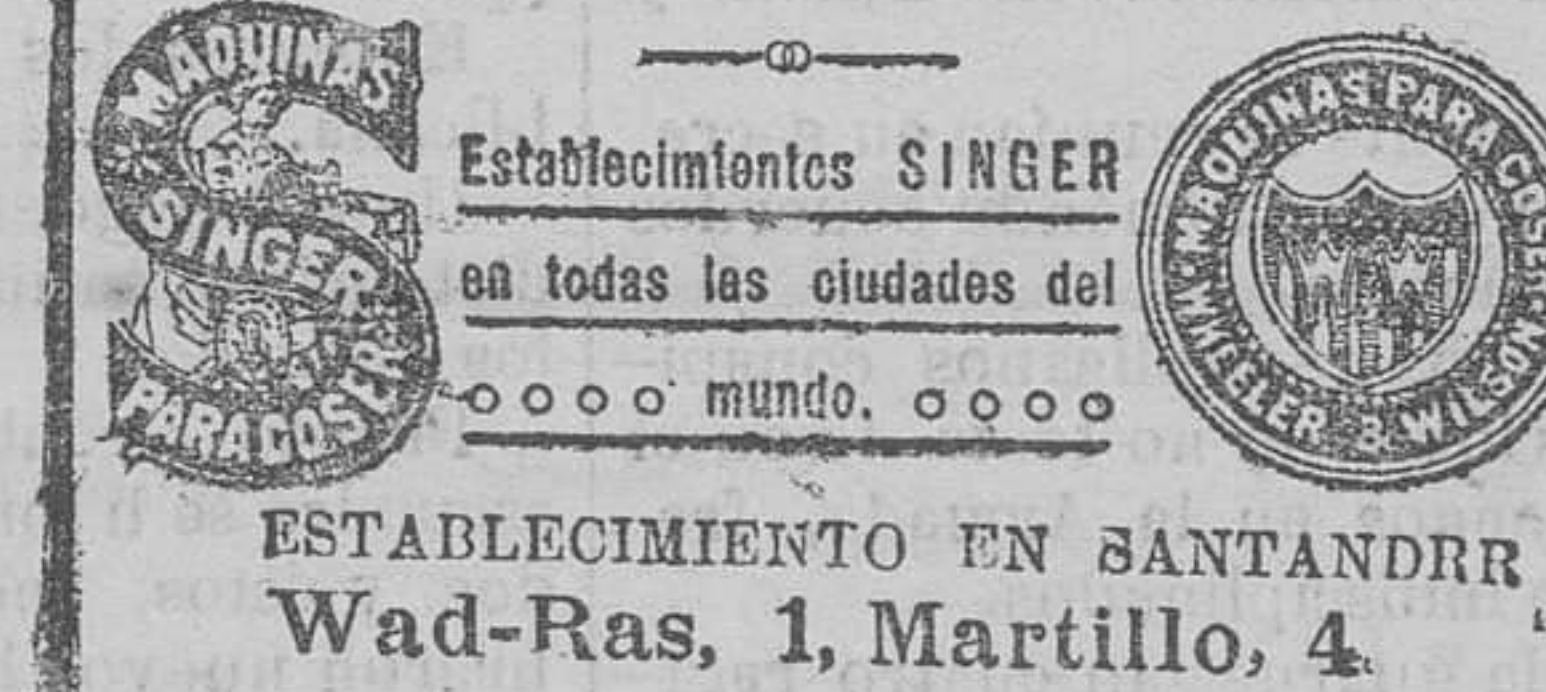 MAQUINAS
SINGER
PARA COSER
Establecimientos SINGER
en todas las ciudades del
mundo.
MAQUINAS PARA COSER
WHEELER & WILSON
ESTABLECIMIENTO EN SANTANDRR
Wad-Ras, 1, Martillo, 4.